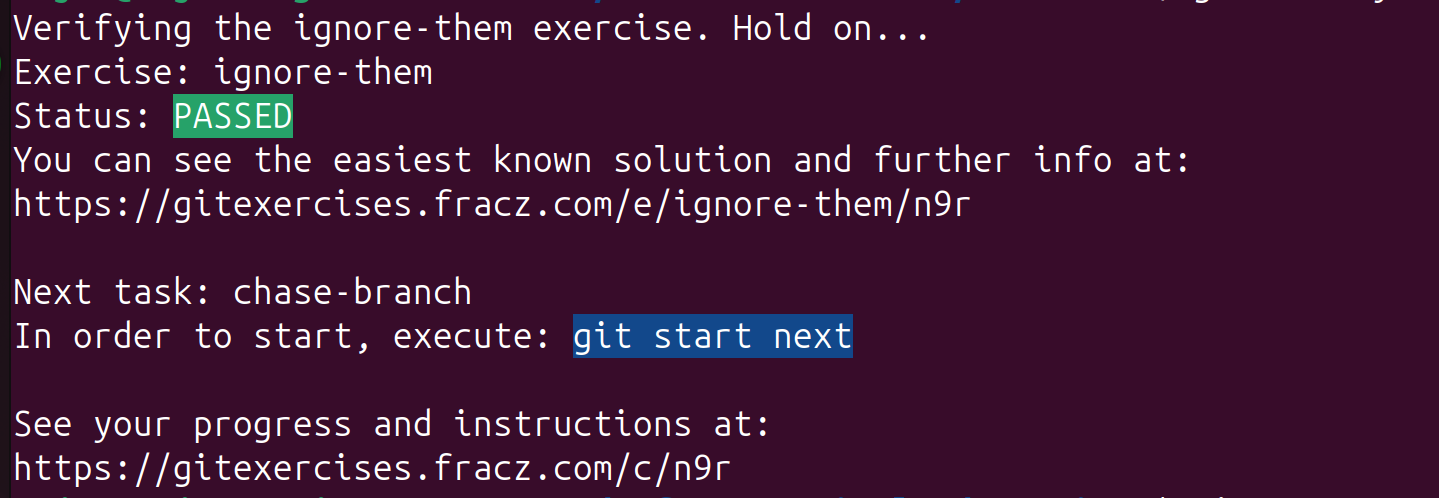 Verifying the ignore-them exercise. Hold on...
Exercise: ignore-them
Status: PASSED
You can see the easiest known solution and further info at:
https://gitexercises.fracz.com/e/ignore-them/n9r
Next task: chase-branch
In order to start, execute: git start next
See your progress and instructions at:
https://gitexercises.fracz.com/c/n9r